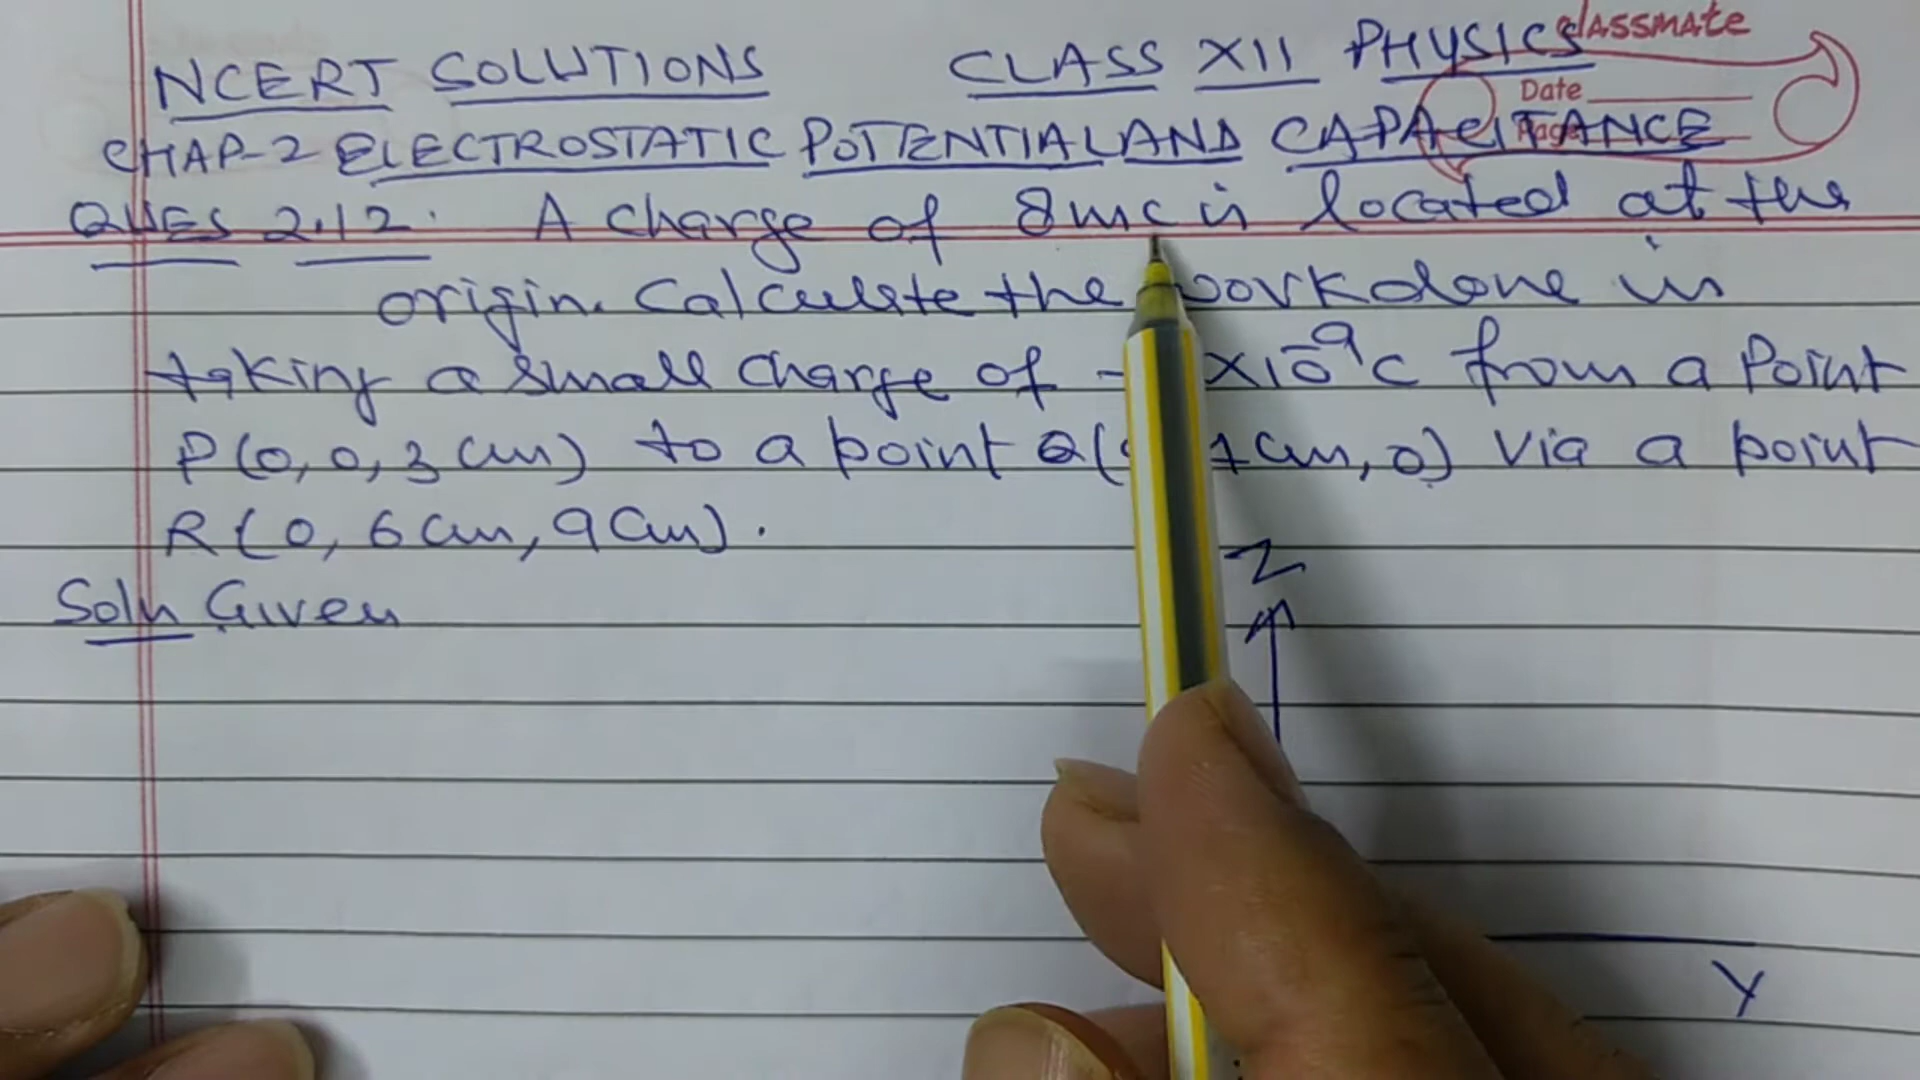 classmate
NCERT SOLUTIONS CLASS XII PHYSICS
Date
CHAP-2 ELECTROSTATIC POTENTIAL AND CAPACITANCE
Page
QUES 2.12. A charge of 8mc is located at the
origin. Calculate the workdone in
taking a small charge of - x10⁻⁹c from a Point
P(0, 0, 3 cm) to a point Q( cm, 0) via a point
R(0, 6 cm, 9 cm).
Soln Given
Z
Y